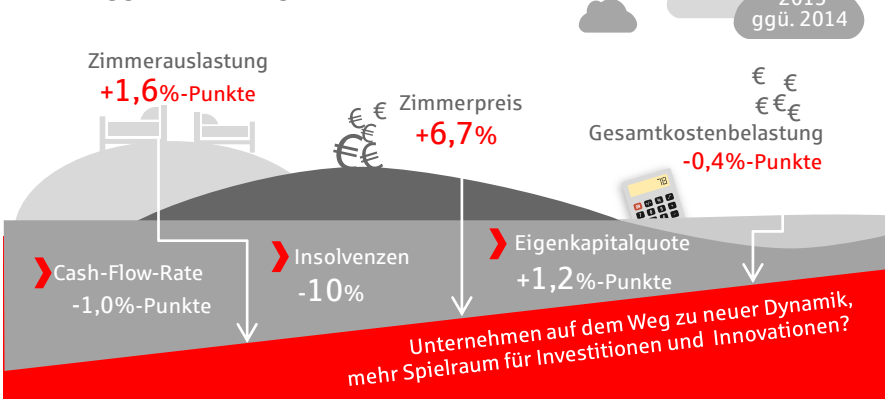 2015
ggü. 2014
Zimmerauslastung
+1,6%-Punkte
Zimmerpreis
+6,7%
€ €
€ €€
Gesamtkostenbelastung
-0,4%-Punkte
€ €
€
€€
78
Cash-Flow-Rate
-1,0%-Punkte
Insolvenzen
-10%
Eigenkapitalquote
+1,2%-Punkte
Unternehmen auf dem Weg zu neuer Dynamik,
mehr Spielraum für Investitionen und Innovationen?